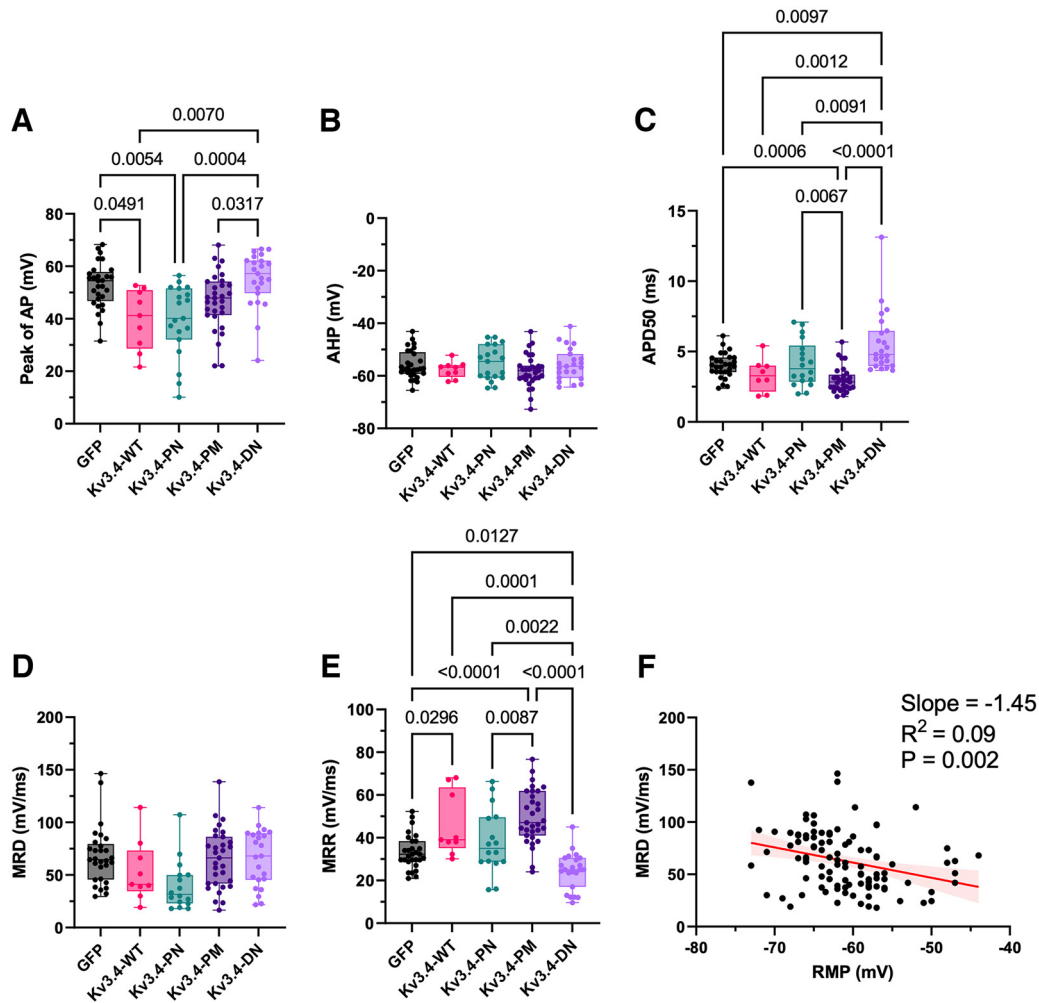 A
0.0070
0.0054
0.0004
0.0491
0.0317
80
60
40
20
0
Peak of AP (mV)
GFP
Kv3.4-WT
Kv3.4-PN
Kv3.4-PM
Kv3.4-DN
B
0
-20
-40
-60
-80
AHP (mV)
GFP
Kv3.4-WT
Kv3.4-PN
Kv3.4-PM
Kv3.4-DN
C
0.0097
0.0012
0.0091
0.0006
<0.0001
0.0067
15
10
5
0
APD50 (ms)
GFP
Kv3.4-WT
Kv3.4-PN
Kv3.4-PM
Kv3.4-DN
D
200
150
100
50
0
MRD (mV/ms)
GFP
Kv3.4-WT
Kv3.4-PN
Kv3.4-PM
Kv3.4-DN
E
0.0127
0.0001
0.0022
<0.0001
<0.0001
0.0296
0.0087
100
80
60
40
20
0
MRR (mV/ms)
GFP
Kv3.4-WT
Kv3.4-PN
Kv3.4-PM
Kv3.4-DN
F
Slope = -1.45
R² = 0.09
P = 0.002
200
150
100
50
0
MRD (mV/ms)
-80
-70
-60
-50
-40
RMP (mV)